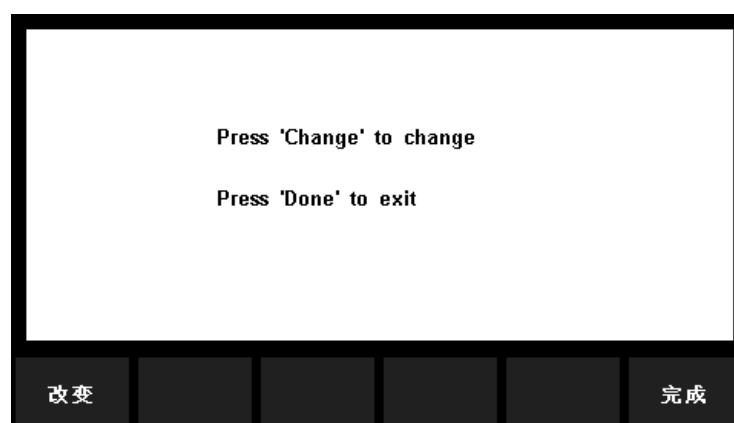 Press 'Change' to change
Press 'Done' to exit
改变
完成